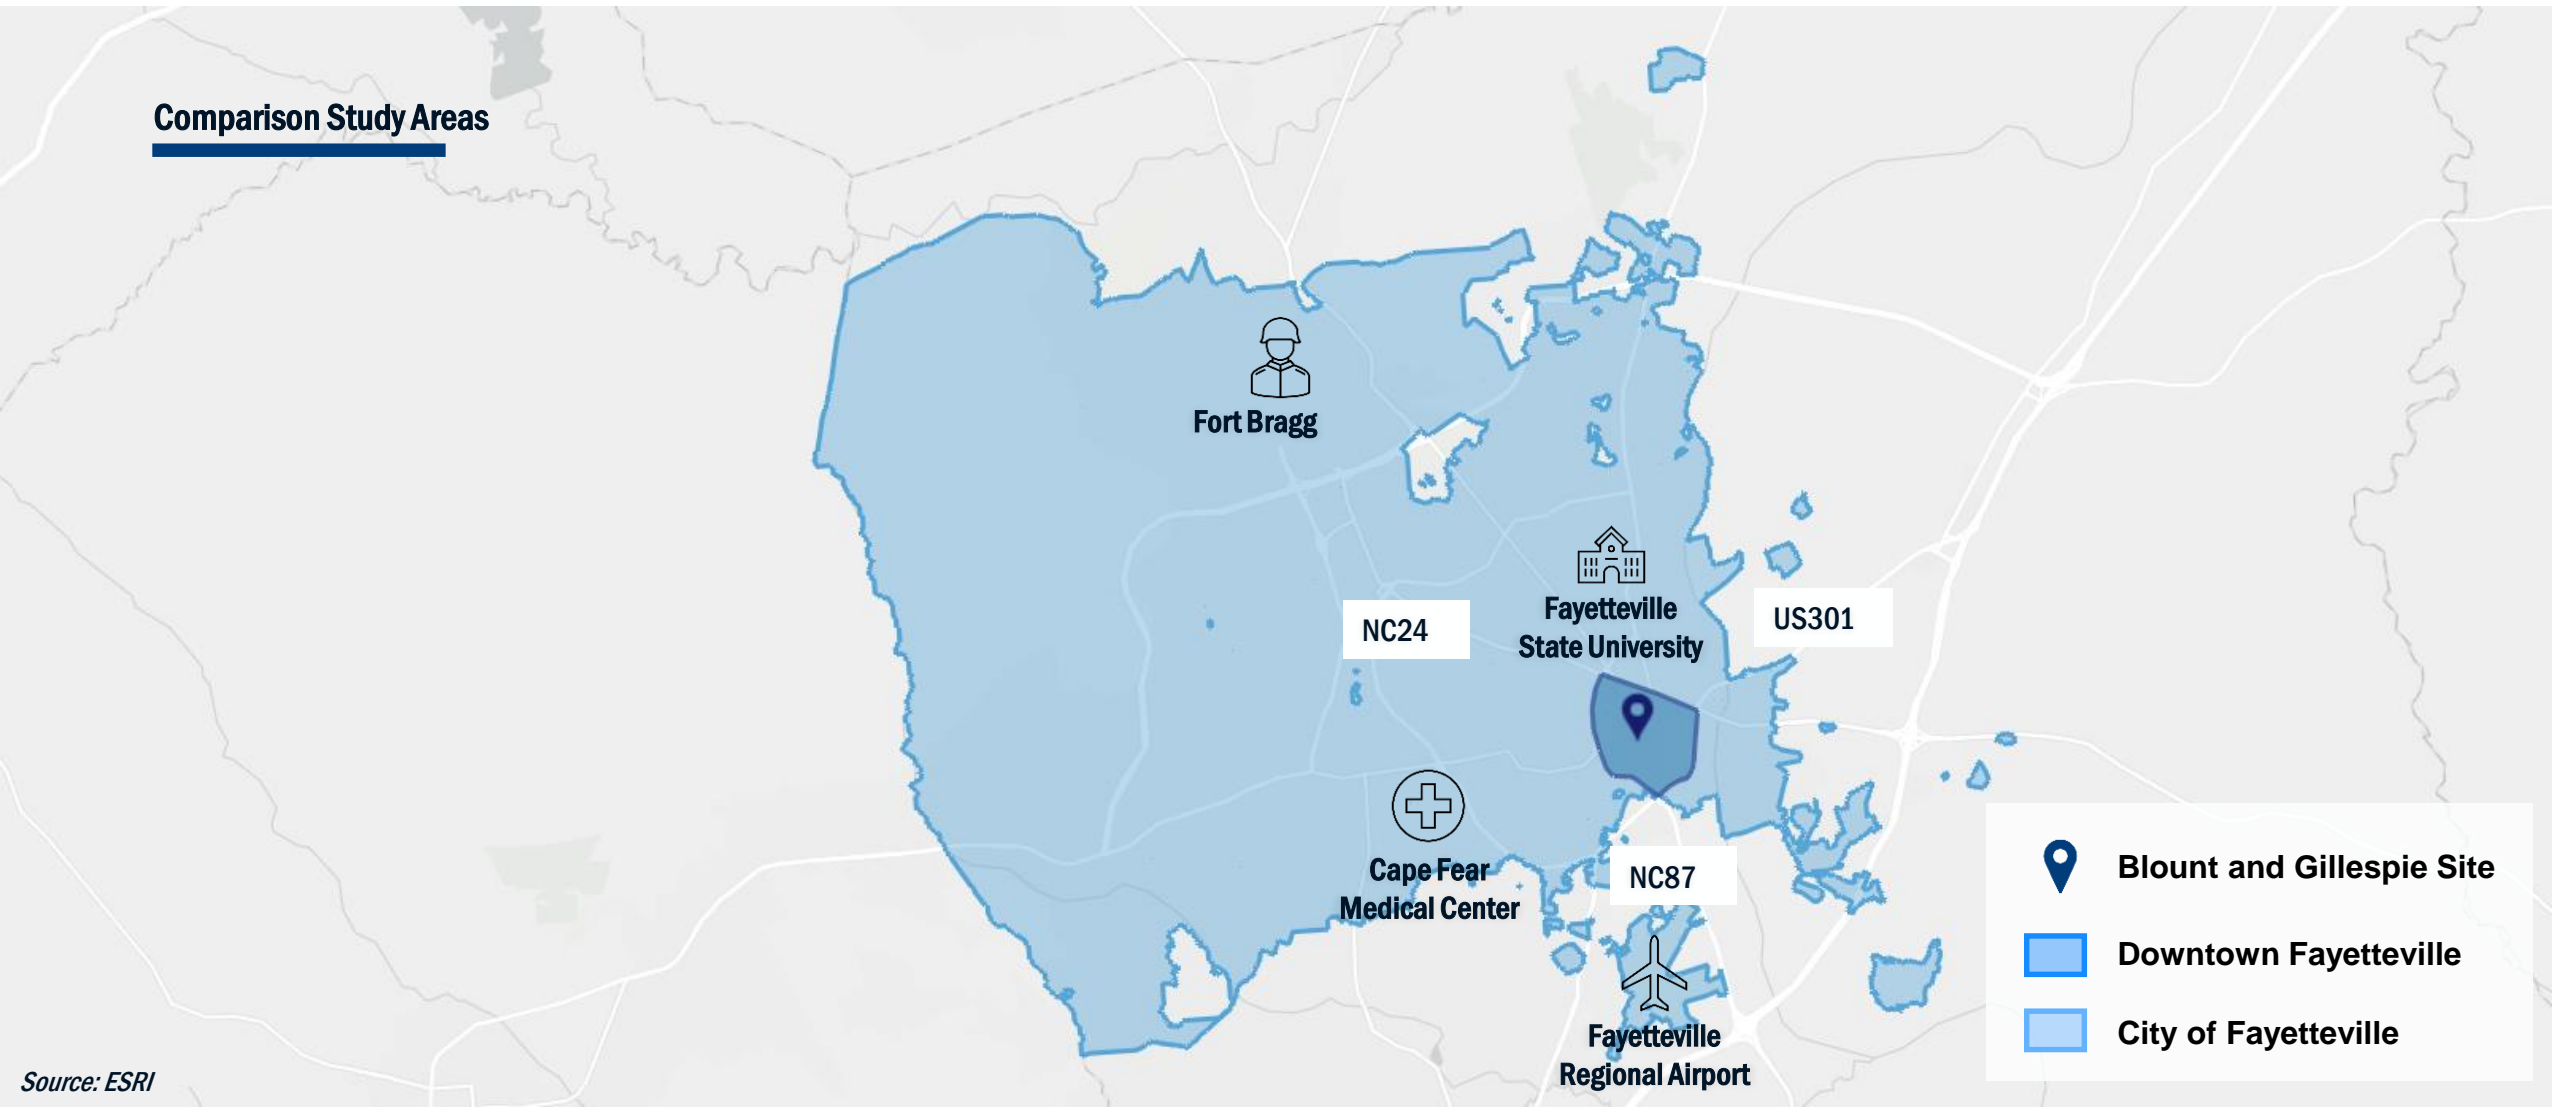 Comparison Study Areas
Fort Bragg
Fayetteville
State University
US301
NC24
Cape Fear
Medical Center
NC87
Fayetteville
Regional Airport
Blount and Gillespie Site
Downtown Fayetteville
City of Fayetteville
Source: ESRI